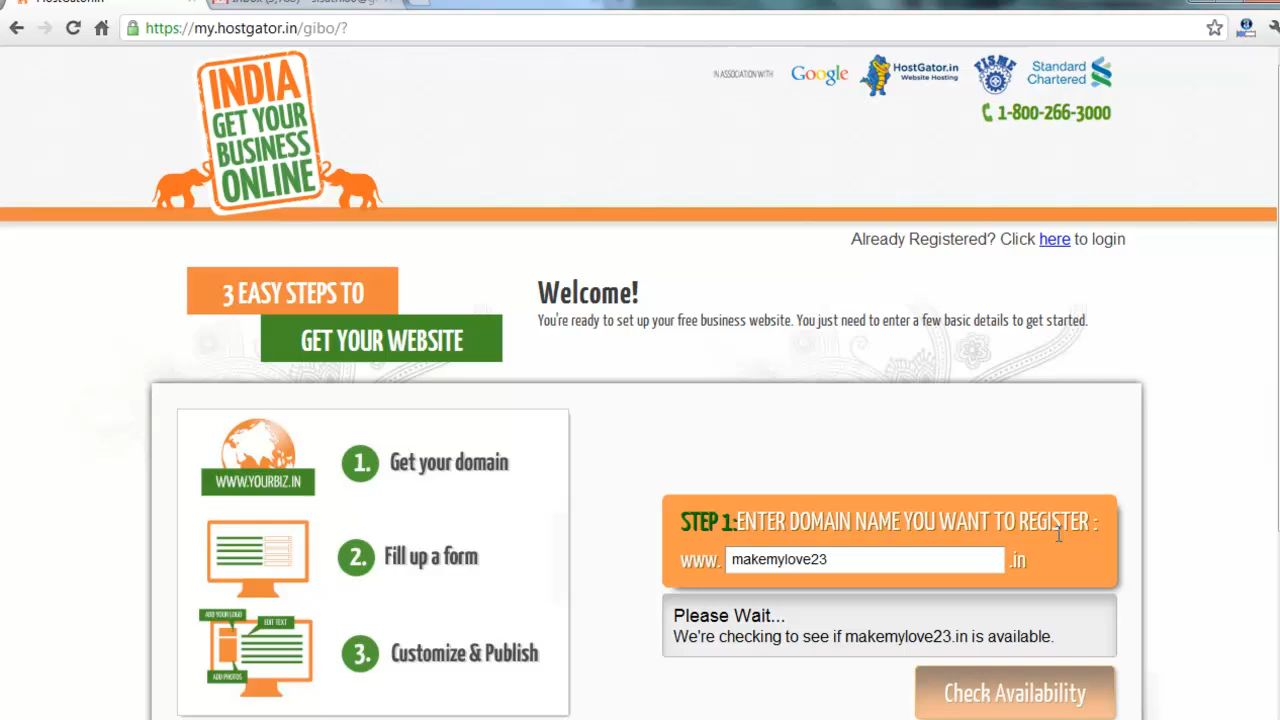 HostGator.in
https://my.hostgator.in/gibo/?
INDIA
GET YOUR
BUSINESS
ONLINE
IN ASSOCIATION WITH
Google
HostGator.in
Website Hosting
FISME
Standard
Chartered
1-800-266-3000
Already Registered? Click here to login
3 EASY STEPS TO
GET YOUR WEBSITE
Welcome!
You're ready to set up your free business website. You just need to enter a few basic details to get started.
WWW.YOURBIZ.IN
1. Get your domain
2. Fill up a form
ADD YOUR LOGO
EDIT TEXT
ADD PHOTOS
3. Customize & Publish
STEP 1:ENTER DOMAIN NAME YOU WANT TO REGISTER :
www. makemylove23 .in
Please Wait...
We're checking to see if makemylove23.in is available.
Check Availability